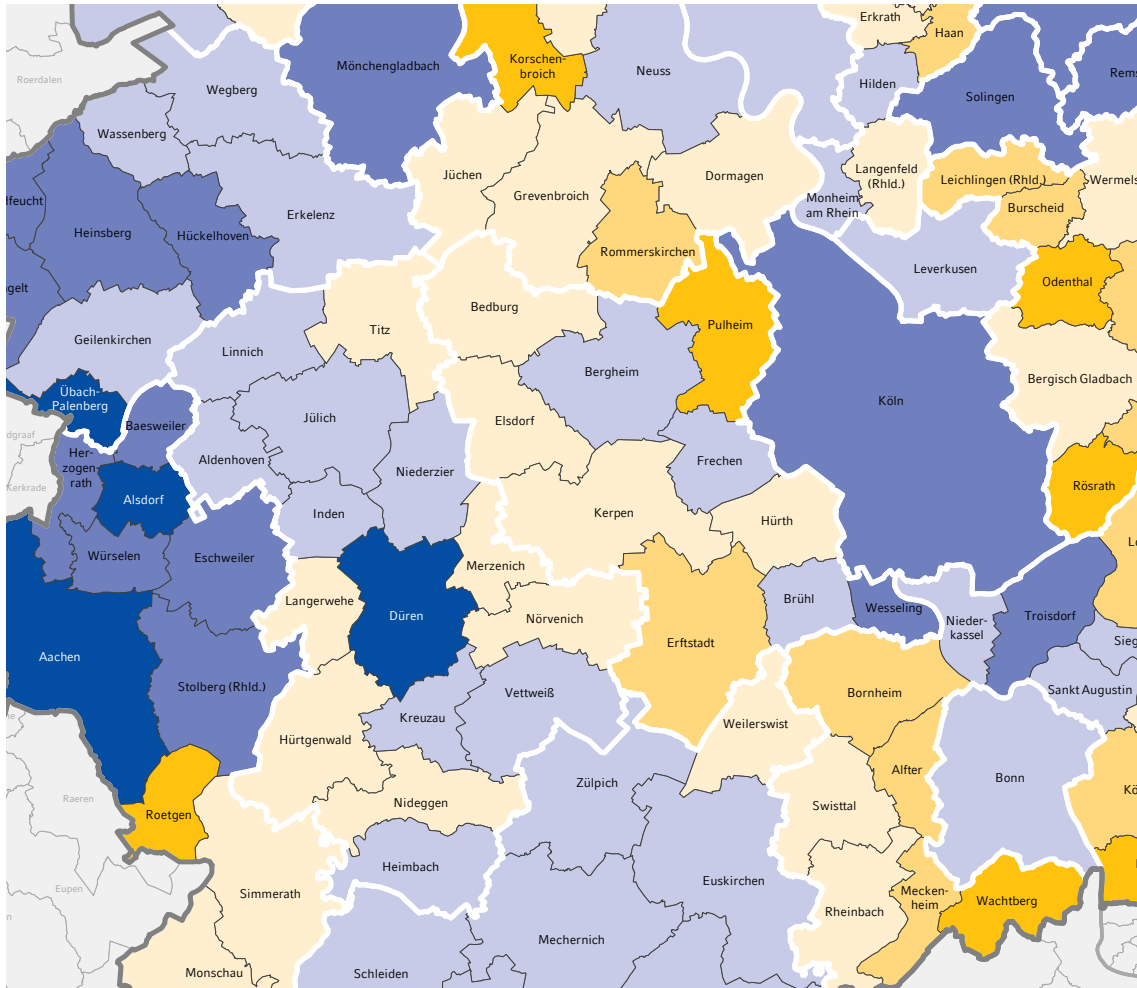 Erkrath
Haan
Korschen-
broich
Mönchengladbach
Neuss
Roerdalen
Rems
Hilden
Wegberg
Solingen
Wassenberg
Langenfeld
(Rhld.)
Jüchen
Dormagen
Leichlingen (Rhld.)
Wermels
Grevenbroich
Monheim
am Rhein
lfeucht
Burscheid
Erkelenz
Heinsberg
Hückelhoven
Rommerskirchen
Leverkusen
Odenthal
ngelt
Bedburg
Titz
Pulheim
Geilenkirchen
Linnich
Bergheim
Bergisch Gladbach
Übach-
Palenberg
Köln
Jülich
Elsdorf
Baesweiler
dgraaf
Her-
zogen-
rath
Aldenhoven
Frechen
Niederzier
Kerkrade
Rösrath
Alsdorf
Inden
Kerpen
Hürth
Lo
Würselen
Eschweiler
Merzenich
Langerwehe
Brühl
Wesseling
Düren
Nörvenich
Nieder-
kassel
Troisdorf
Erftstadt
Sieg
Aachen
Stolberg (Rhld.)
Vettweiß
Bornheim
Sankt Augustin
Kreuzau
Weilerswist
Hürtgenwald
Alfter
Bonn
Zülpich
Raeren
Nideggen
Swisttal
Kö
Roetgen
Heimbach
Euskirchen
Eupen
Simmerath
Mecken-
heim
Wachtberg
Rheinbach
Mechernich
Monschau
Schleiden